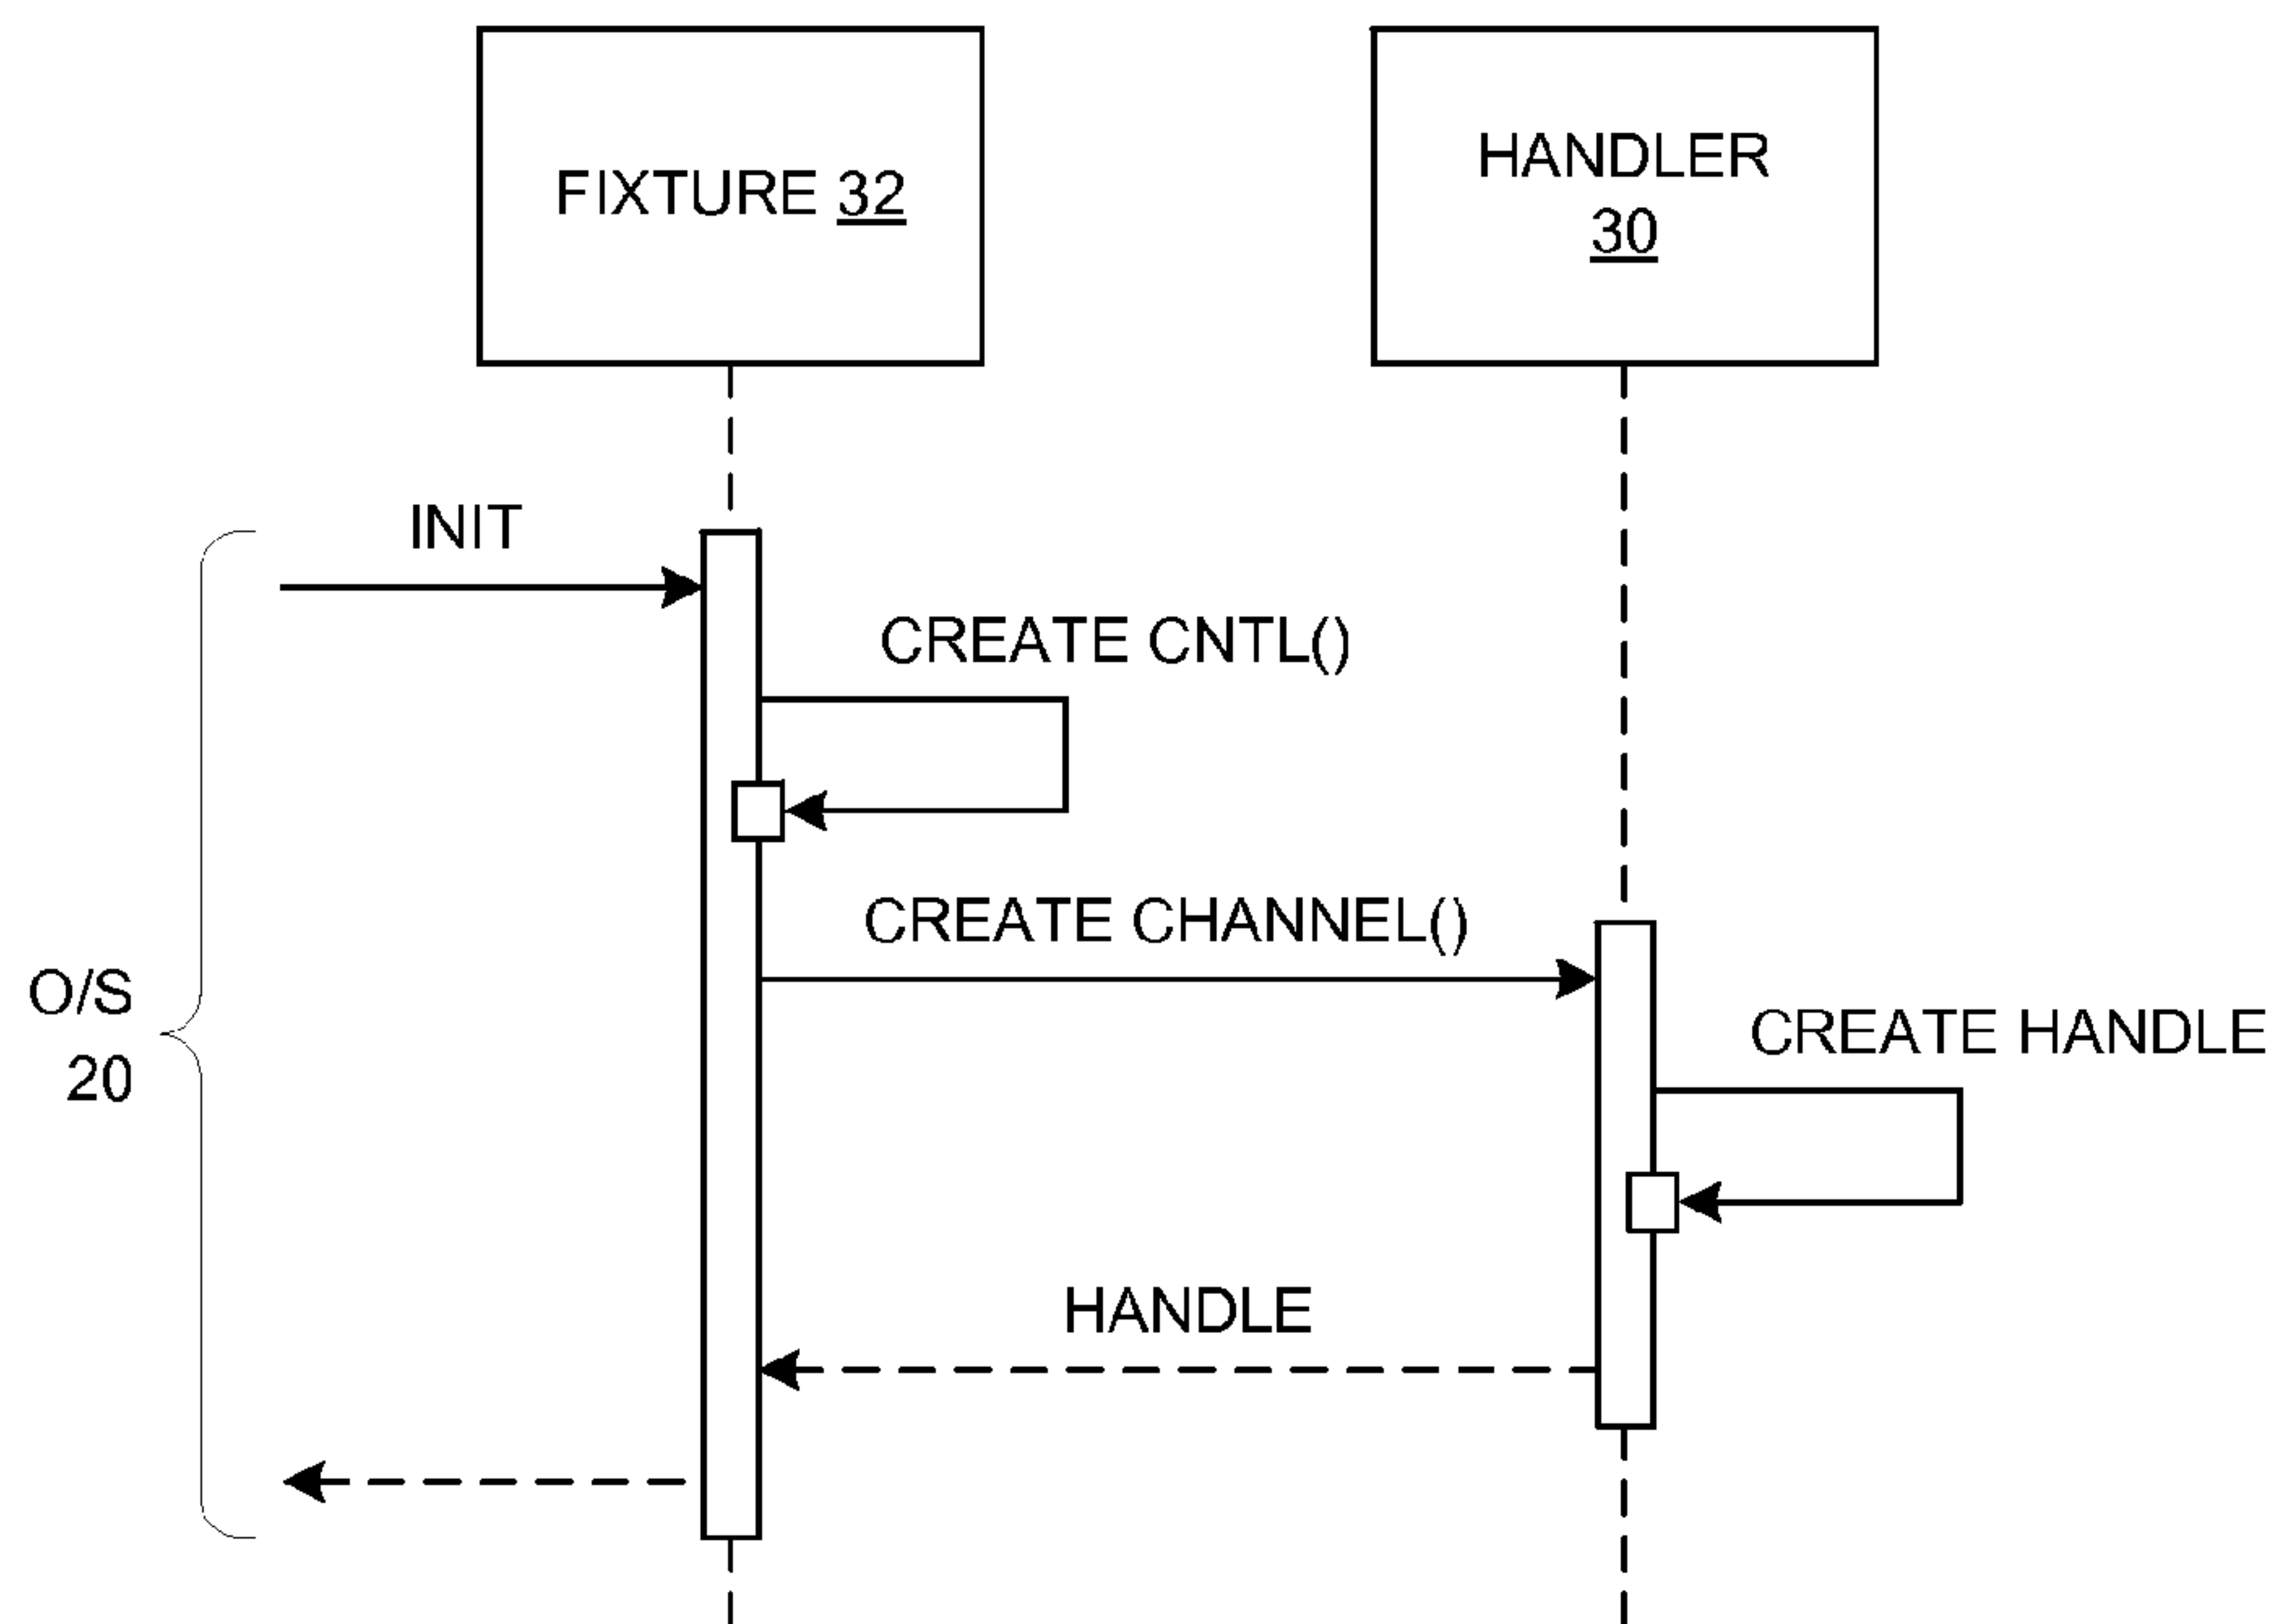 FIXTURE 32
HANDLER
30
INIT
CREATE CNTL()
CREATE CHANNEL()
O/S
20
CREATE HANDLE
HANDLE